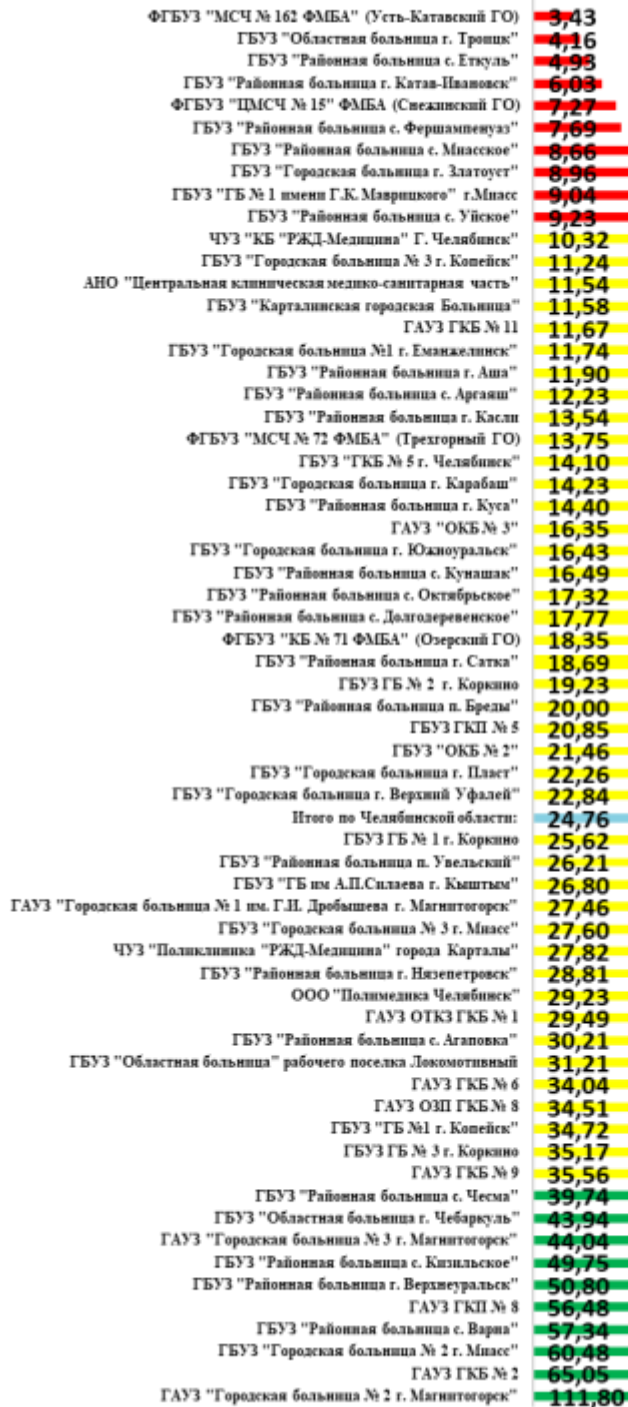 ФГБУЗ "МСЧ № 162 ФМБА" (Усть-Катавский ГО) 3,43
ГБУЗ "Областная больница г. Троицк" 4,16
ГБУЗ "Районная больница с. Еткуль" 4,93
ГБУЗ "Районная больница г. Катав-Ивановск" 6,03
ФГБУЗ "ЦМСЧ № 15" ФМБА (Снежинский ГО) 7,27
ГБУЗ "Районная больница с. Фершампенуаз" 7,69
ГБУЗ "Районная больница с. Миасское" 8,66
ГБУЗ "Городская больница г. Златоуст" 8,96
ГБУЗ "ГБ № 1 имени Г.К. Маврицкого" г.Миасс 9,04
ГБУЗ "Районная больница с. Уйское" 9,23
ЧУЗ "КБ "РЖД-Медицина" Г. Челябинск" 10,32
ГБУЗ "Городская больница № 3 г. Копейск" 11,24
АНО "Центральная клиническая медико-санитарная часть" 11,54
ГБУЗ "Карталинская городская Больница" 11,58
ГАУЗ ГКБ № 11 11,67
ГБУЗ "Городская больница №1 г. Еманжелинск" 11,74
ГБУЗ "Районная больница г. Аша" 11,90
ГБУЗ "Районная больница с. Аргаяш" 12,23
ГБУЗ "Районная больница г. Касли 13,54
ФГБУЗ "МСЧ № 72 ФМБА" (Трехгорный ГО) 13,75
ГБУЗ "ГКБ № 5 г. Челябинск" 14,10
ГБУЗ "Городская больница г. Карабаш" 14,23
ГБУЗ "Районная больница г. Куса" 14,40
ГАУЗ "ОКБ № 3" 16,35
ГБУЗ "Городская больница г. Южноуральск" 16,43
ГБУЗ "Районная больница с. Кунашак" 16,49
ГБУЗ "Районная больница с. Октябрьское" 17,32
ГБУЗ "Районная больница с. Долгодеревенское" 17,77
ФГБУЗ "КБ № 71 ФМБА" (Озерский ГО) 18,35
ГБУЗ "Районная больница г. Сатка" 18,69
ГБУЗ ГБ № 2 г. Коркино 19,23
ГБУЗ "Районная больница п. Бреды" 20,00
ГБУЗ ГКП № 5 20,85
ГБУЗ "ОКБ № 2" 21,46
ГБУЗ "Городская больница г. Пласт" 22,26
ГБУЗ "Городская больница г. Верхний Уфалей" 22,84
Итого по Челябинской области: 24,76
ГБУЗ ГБ № 1 г. Коркино 25,62
ГБУЗ "Районная больница п. Увельский" 26,21
ГБУЗ "ГБ им А.П.Силаева г. Кыштым" 26,80
ГАУЗ "Городская больница № 1 им. Г.И. Дробышева г. Магнитогорск" 27,46
ГБУЗ "Городская больница № 3 г. Миасс" 27,60
ЧУЗ "Поликлиника "РЖД-Медицина" города Карталы" 27,82
ГБУЗ "Районная больница г. Нязепетровск" 28,81
ООО "Полимедика Челябинск" 29,23
ГАУЗ ОТКЗ ГКБ № 1 29,49
ГБУЗ "Районная больница с. Агаповка" 30,21
ГБУЗ "Областная больница" рабочего поселка Локомотивный 31,21
ГАУЗ ГКБ № 6 34,04
ГАУЗ ОЗП ГКБ № 8 34,51
ГБУЗ "ГБ №1 г. Копейск" 34,72
ГБУЗ ГБ № 3 г. Коркино 35,17
ГАУЗ ГКБ № 9 35,56
ГБУЗ "Районная больница с. Чесма" 39,74
ГБУЗ "Областная больница г. Чебаркуль" 43,94
ГАУЗ "Городская больница № 3 г. Магнитогорск" 44,04
ГБУЗ "Районная больница с. Кизильское" 49,75
ГБУЗ "Районная больница г. Верхнеуральск" 50,80
ГАУЗ ГКП № 8 56,48
ГБУЗ "Районная больница с. Варна" 57,34
ГБУЗ "Городская больница № 2 г. Миасс" 60,48
ГАУЗ ГКБ № 2 65,05
ГАУЗ "Городская больница № 2 г. Магнитогорск" 111,80